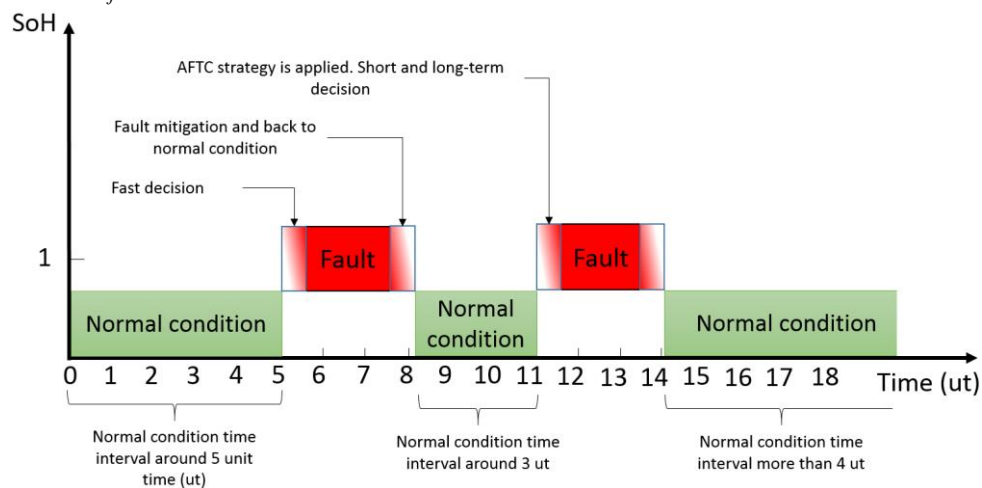 SoH
AFTC strategy is applied. Short and long-term
decision
Fault mitigation and back to
normal condition
Fast decision
1
Fault
Fault
Normal condition
Normal
condition
Normal condition
0 1 2 3 4 5 6 7 8 9 10 11 12 13 14 15 16 17 18
Time (ut)
Normal condition time
interval around 5 unit
time (ut)
Normal condition time
interval around 3 ut
Normal condition time
interval more than 4 ut